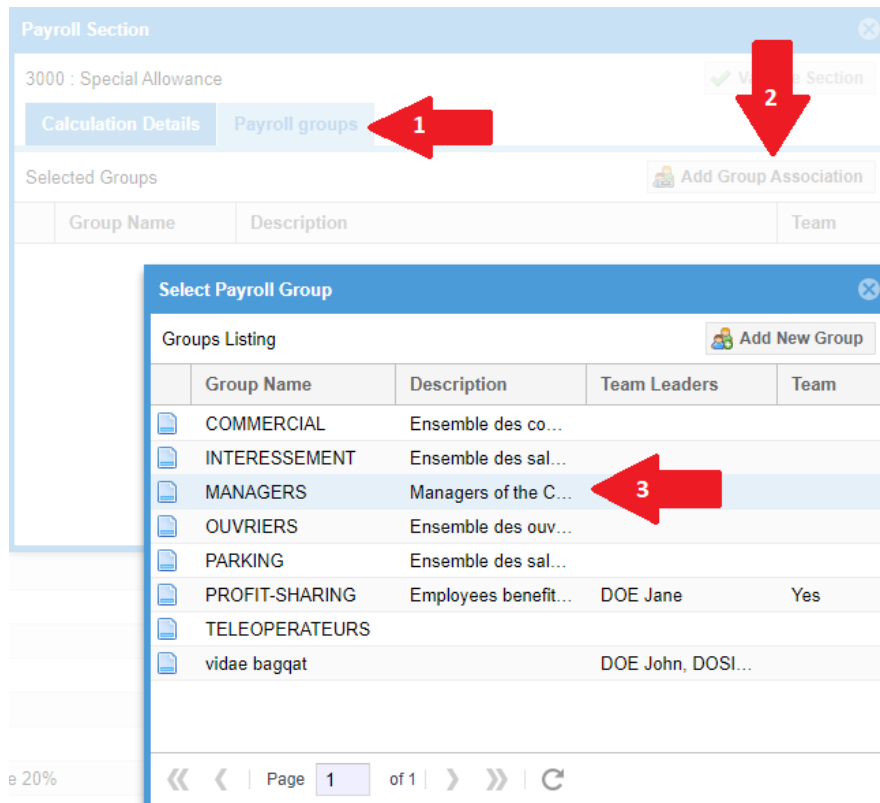 Payroll Section
3000 : Special Allowance
Section
2
Calculation Details Payroll groups 1
Selected Groups Add Group Association
Group Name Description Team
Select Payroll Group
Groups Listing Add New Group
Group Name Description Team Leaders Team
COMMERCIAL Ensemble des co...
INTERESSEMENT Ensemble des sal...
MANAGERS Managers of the C... 3
OUVRIERS Ensemble des ouv...
PARKING Ensemble des sal...
PROFIT-SHARING Employees benefit... DOE Jane Yes
TELEOPERATEURS
vidae bagqat DOE John, DOSI...
e 20% Page 1 of 1